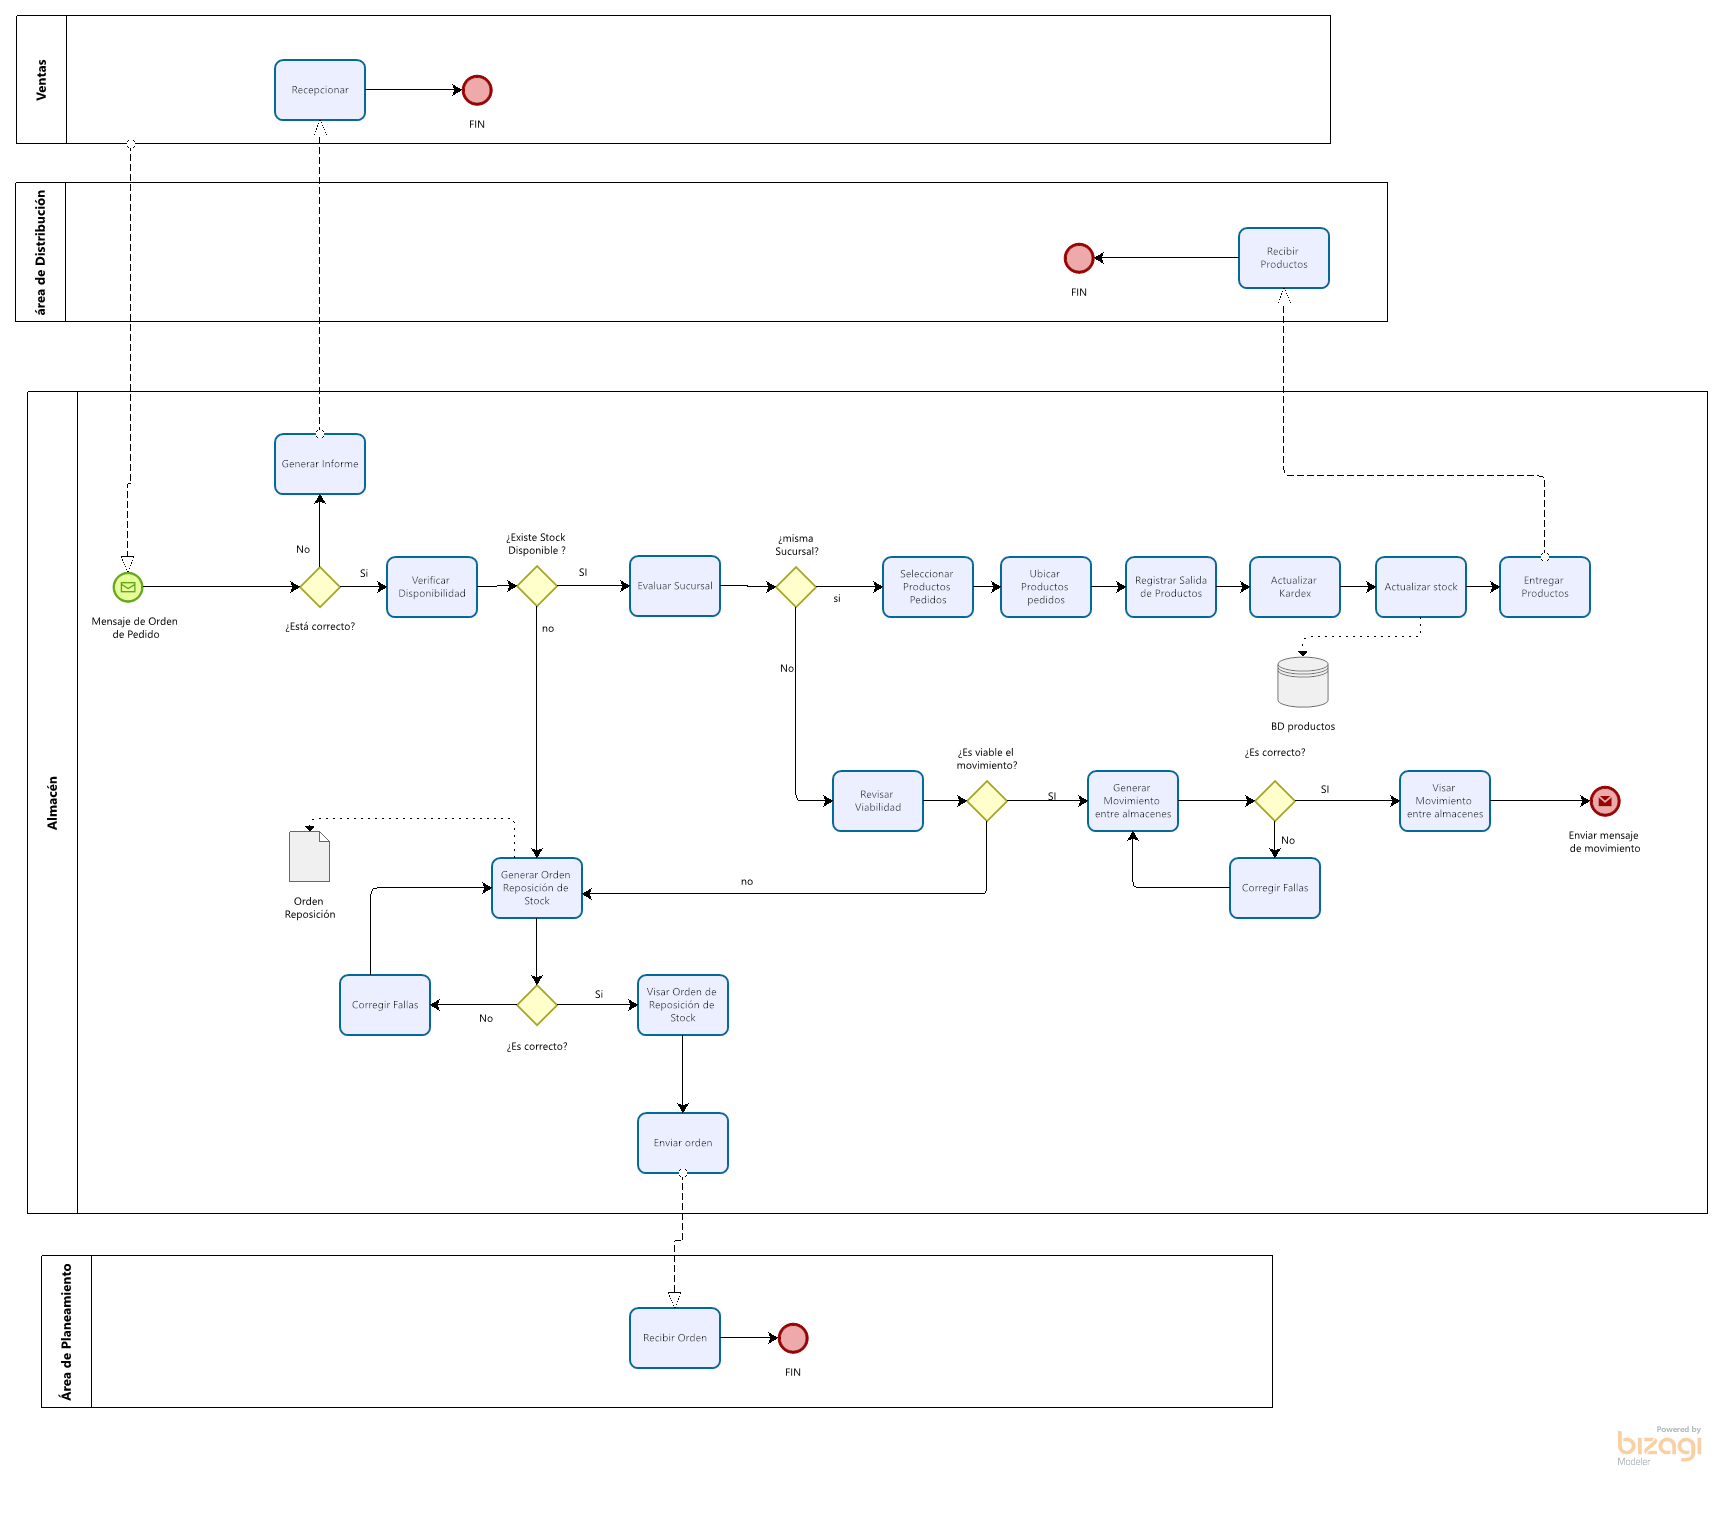 Ventas
Recepcionar
FIN
área de Distribución
Recibir
Productos
FIN
Almacén
Generar Informe
No
¿Existe Stock
Disponible ?
¿misma
Sucursal?
Mensaje de Orden
de Pedido
¿Está correcto?
Si
Verificar
Disponibilidad
SI
no
Evaluar Sucursal
si
No
Seleccionar
Productos
Pedidos
Ubicar
Productos
pedidos
Registrar Salida
de Productos
Actualizar
Kardex
Actualizar stock
Entregar
Productos
BD productos
¿Es viable el
movimiento?
¿Es correcto?
Revisar
Viabilidad
SI
Generar
Movimiento
entre almacenes
SI
No
Visar
Movimiento
entre almacenes
Enviar mensaje
de movimiento
Corregir Fallas
Orden
Reposición
Generar Orden
Reposición de
Stock
no
Corregir Fallas
No
Si
¿Es correcto?
Visar Orden de
Reposición de
Stock
Enviar orden
Área de Planeamiento
Recibir Orden
FIN
Powered by
bizagi
Modeler